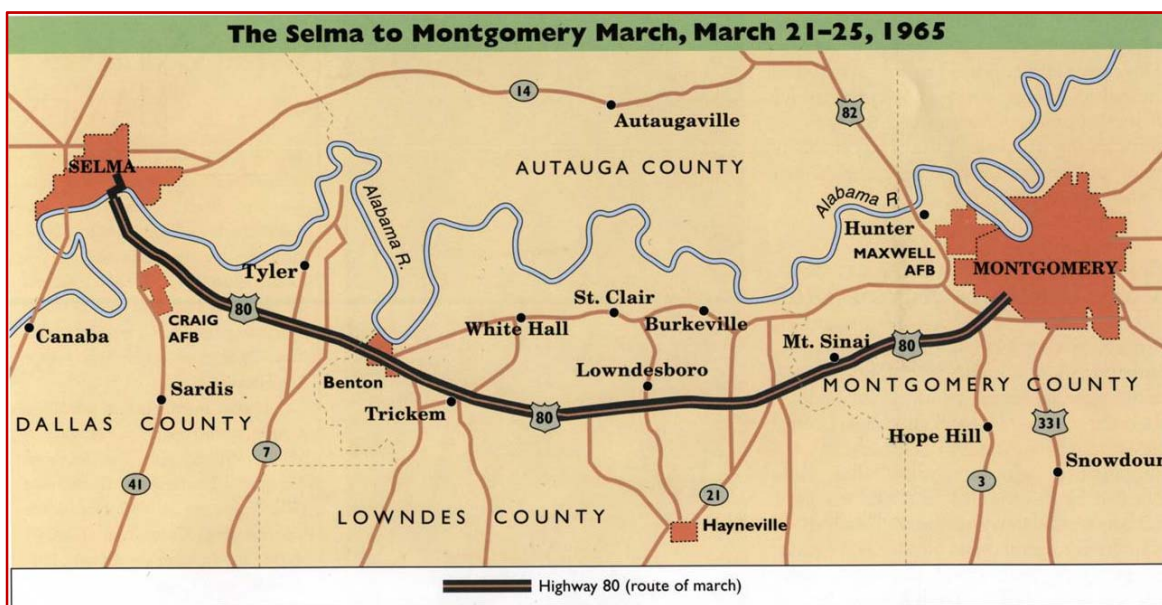 The Selma to Montgomery March, March 21–25, 1965
14
Autaugaville
82
SELMA
AUTAUGA COUNTY
Alabama R.
Alabama R
Hunter
MAXWELL
AFB
MONTGOMERY
Tyler
80
CRAIG
AFB
Canaba
St. Clair
White Hall
Burkeville
Mt. Sinai
80
Benton
Lowndesboro
MONTGOMERY COUNTY
Sardis
Trickem
80
DALLAS COUNTY
331
Hope Hill
7
Snowdoun
41
21
3
LOWNDES COUNTY
Hayneville
Highway 80 (route of march)